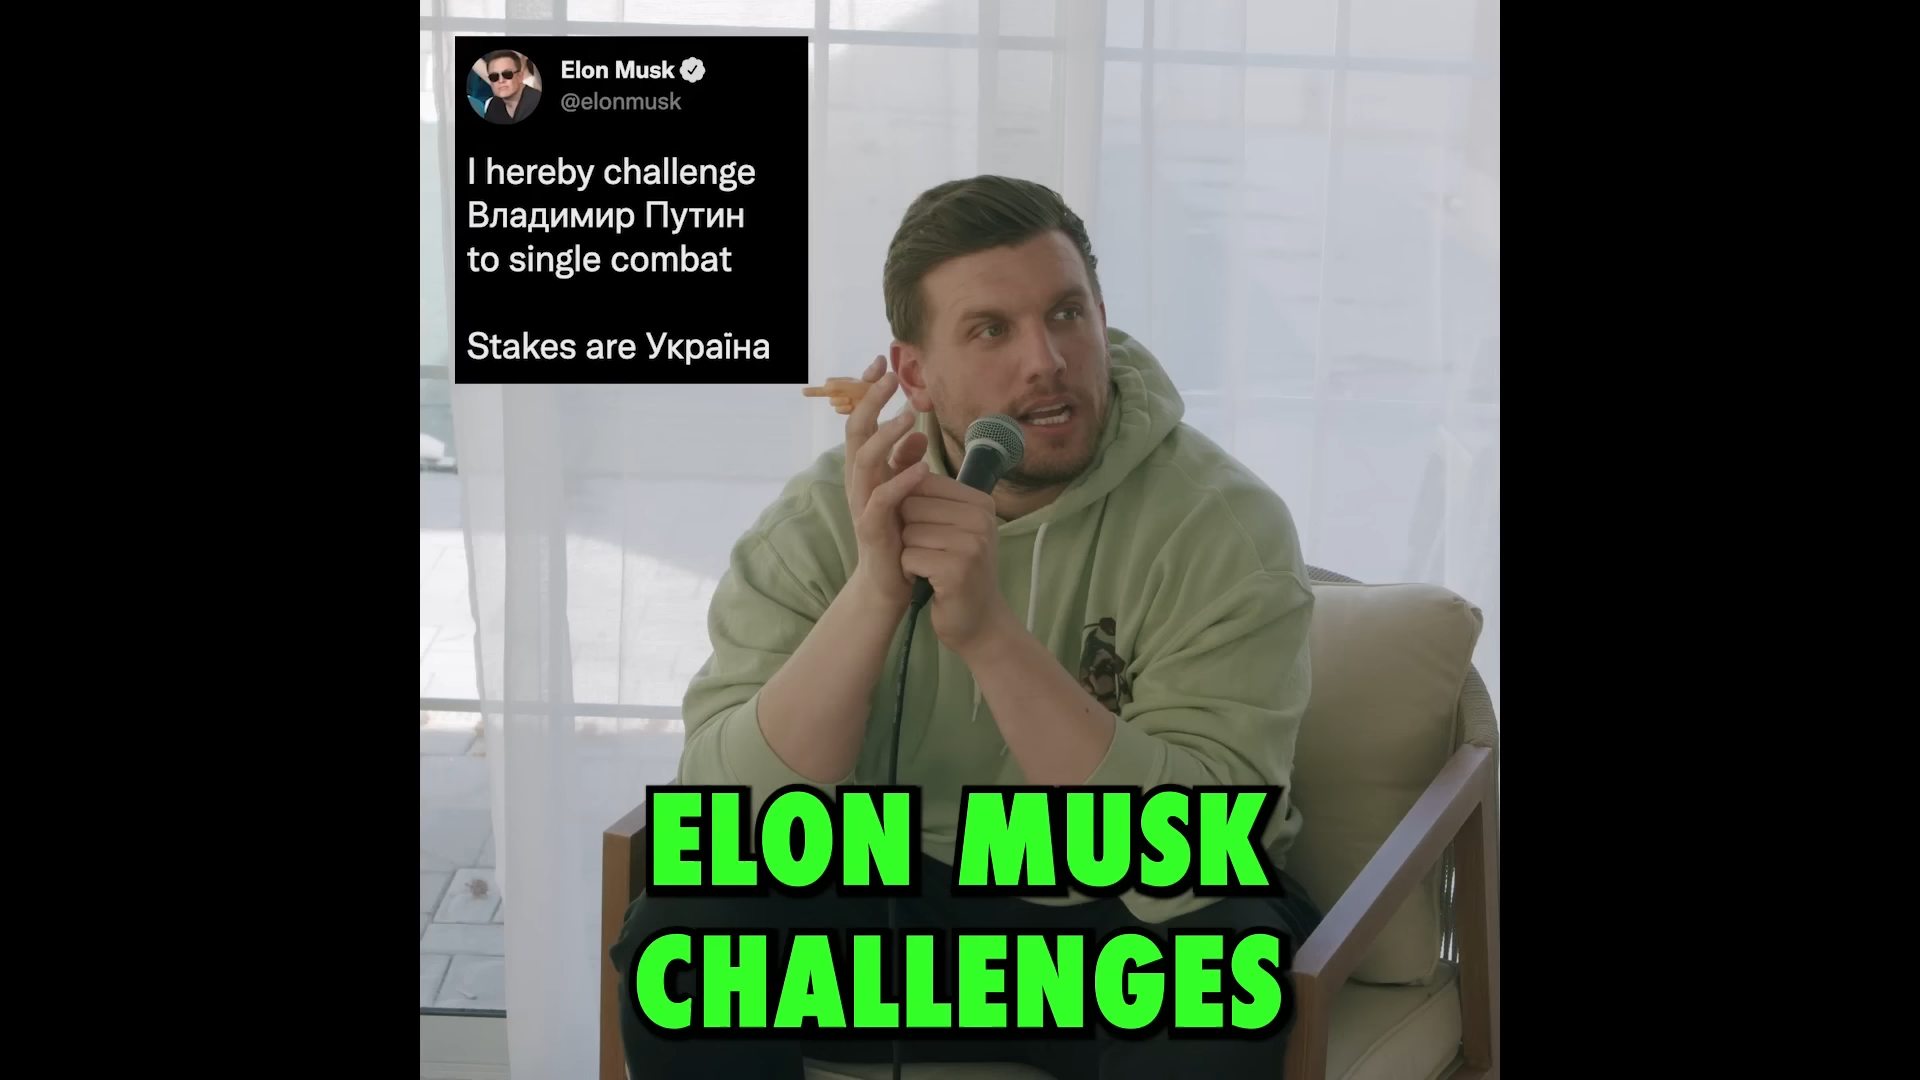 Elon Musk
@elonmusk
I hereby challenge
Владимир Путин
to single combat
Stakes are Україна
ELON MUSK
CHALLENGES